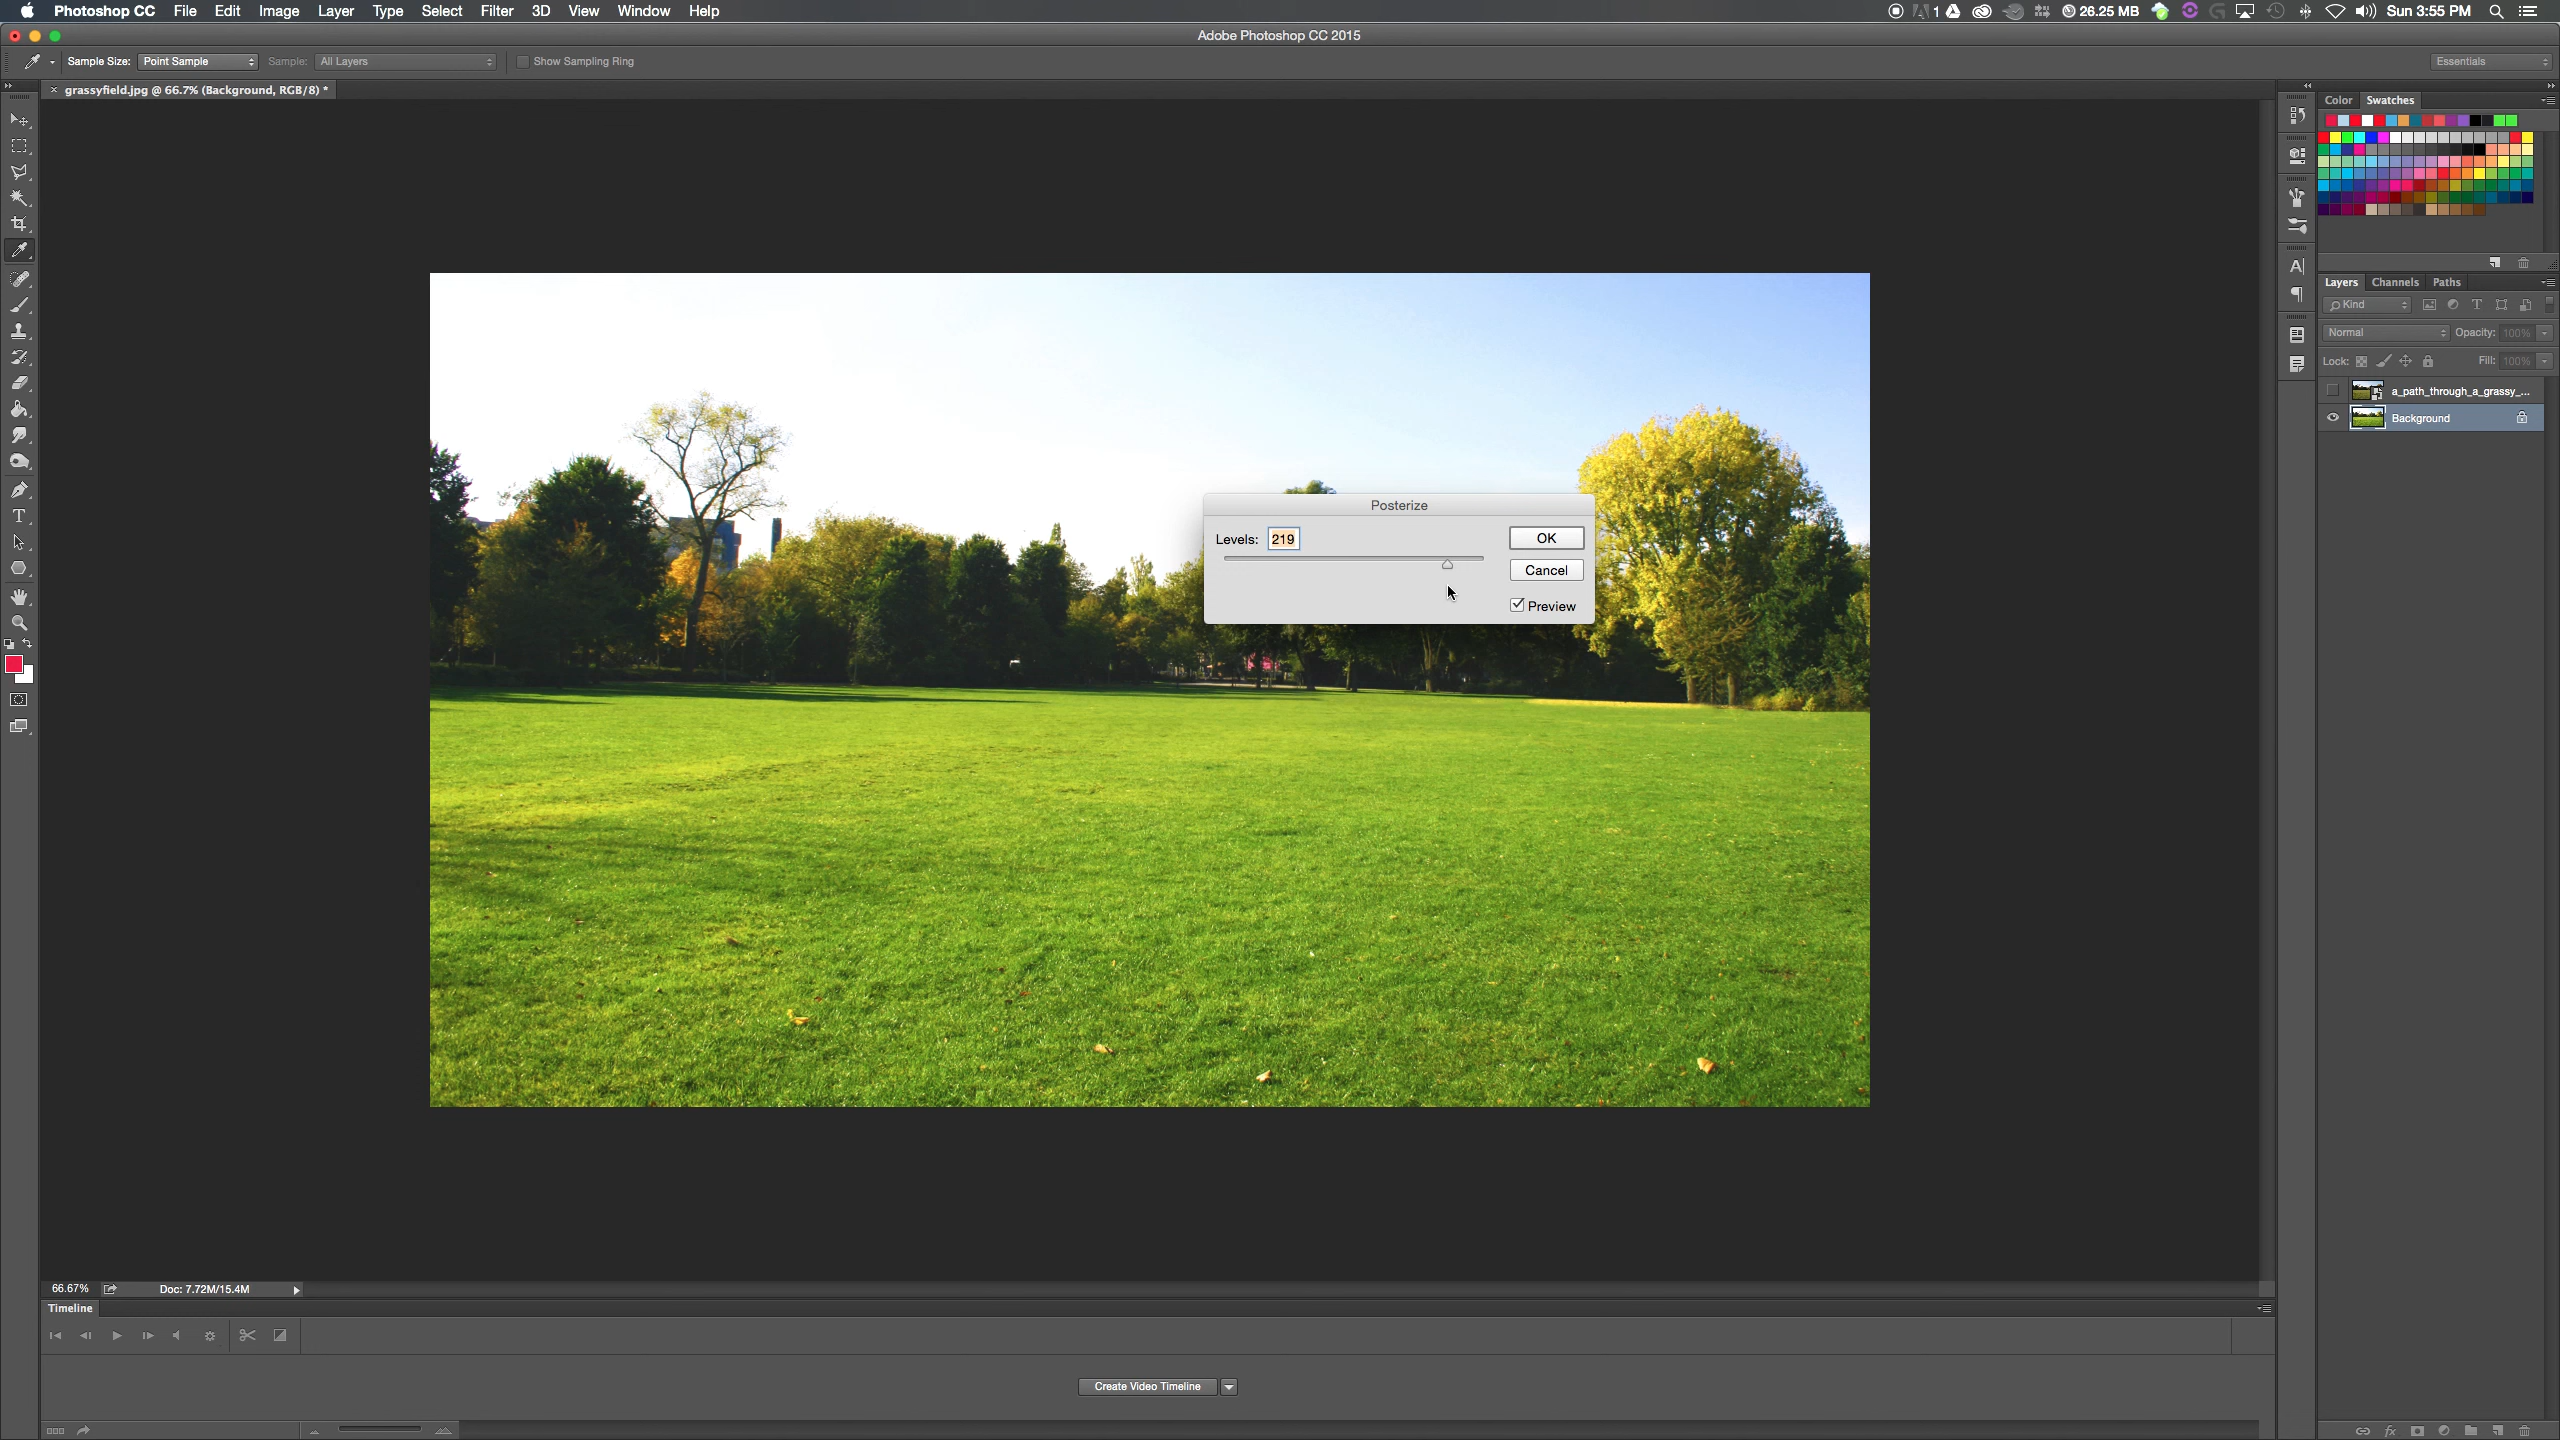 Photoshop CC File Edit Image Layer Type Select Filter 3D View Window Help 1 26.25 MB Sun 3:55 PM
Adobe Photoshop CC 2015
Sample Size: Point Sample Sample: All Layers Show Sampling Ring Essentials
× grassyfield.jpg @ 66.7% (Background, RGB/8) *
Color Swatches
Layers Channels Paths
Kind
Normal Opacity: 100%
Lock: Fill: 100%
a_path_through_a_grassy_...
Background
Posterize
Levels: 219 OK
Cancel
Preview
66.67% Doc: 7.72M/15.4M
Timeline
Create Video Timeline